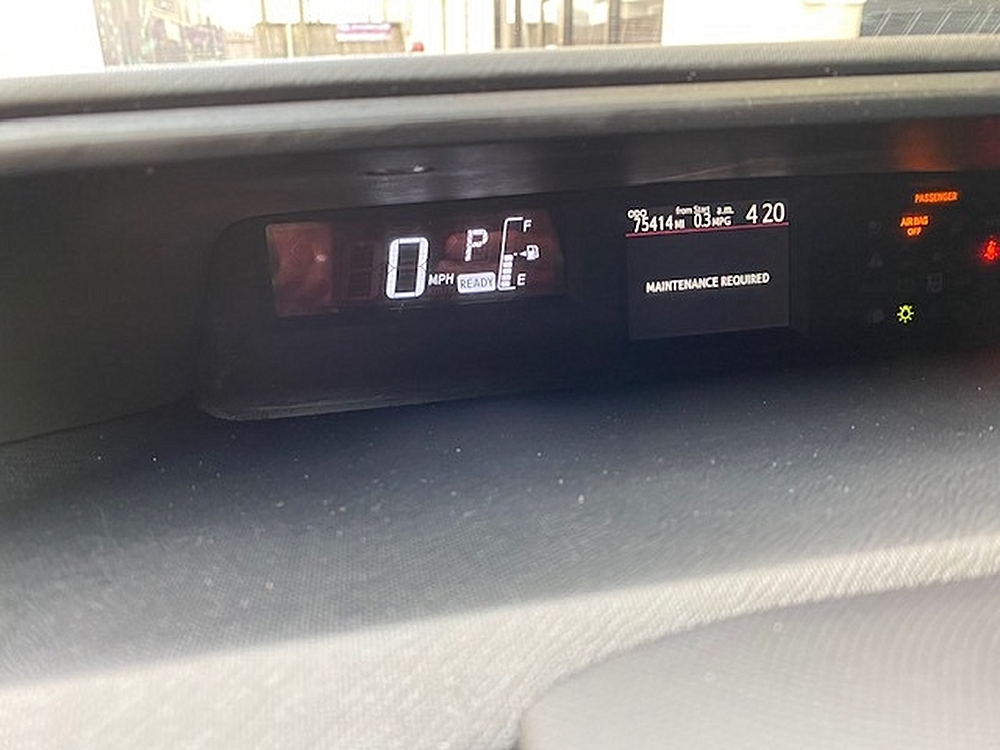 0 MPH
P
READY
F
E
ODO
75414 MI
from Start
0.3 MPG
a.m.
4 20
MAINTENANCE REQUIRED
PASSENGER
AIRBAG
OFF